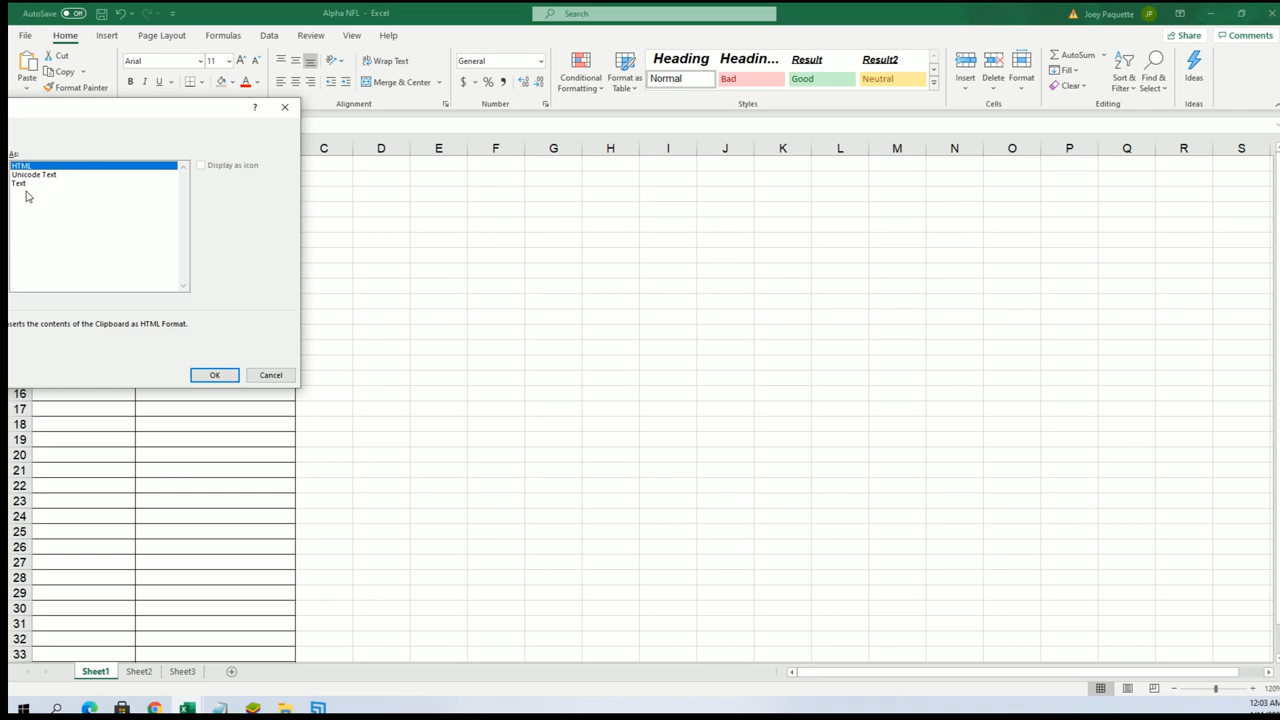 AutoSave Off Alpha NFL - Excel Search Joey Paquette JP
File Home Insert Page Layout Formulas Data Review View Help Share Comments
Cut
Copy
Format Painter
Paste
Arial 11
B I U A
Wrap Text
Merge & Center
Alignment
General
$ %
Number
Conditional Formatting
Format as Table
Heading Headin... Result Result2
Normal Bad Good Neutral
Styles
Insert Delete Format
Cells
AutoSum
Fill
Clear
Sort & Filter
Find & Select
Editing
Ideas
Ideas
? 
As:
HTML
Unicode Text
Text
Display as icon
serts the contents of the Clipboard as HTML Format.
OK Cancel
C D E F G H I J K L M N O P Q R S
16
17
18
19
20
21
22
23
24
25
26
27
28
29
30
31
32
33
Sheet1 Sheet2 Sheet3
120%
12:03 AM